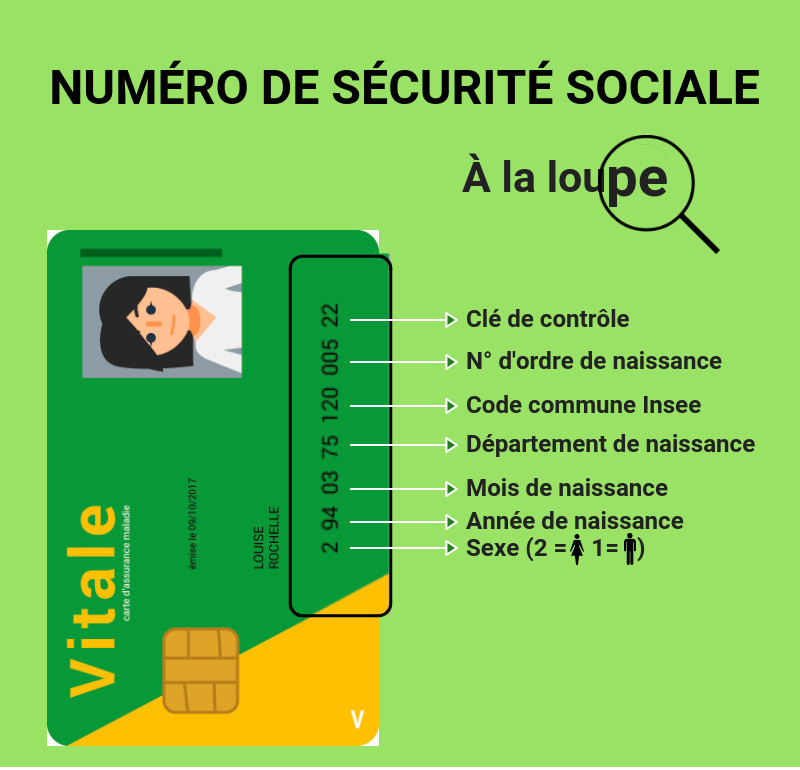 NUMÉRO DE SÉCURITÉ SOCIALE
À la loupe
Vitale
carte d'assurance maladie
émise le 09/10/2017
LOUISE
ROCHELLE
2 94 03 75 120 005 22
V
Clé de contrôle
N° d'ordre de naissance
Code commune Insee
Département de naissance
Mois de naissance
Année de naissance
Sexe (2 = 1= )